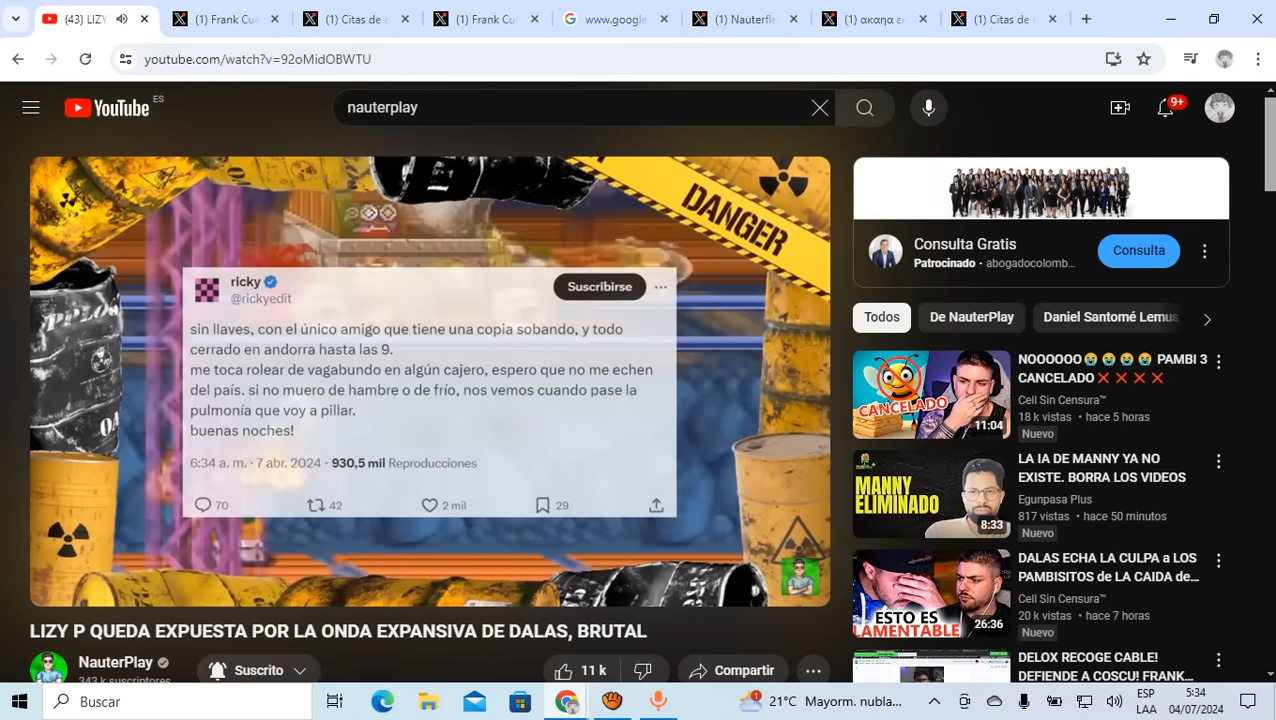 (43) LIZY
(1) Frank Cu
(1) Citas de e
(1) Frank Cu
www.google
(1) Nauterfle
(1) Citas de e
youtube.com/watch?v=92oMidOBWTU
YouTube ES
nauterplay
9+
DANGER
ricky
@rickyedit
Suscribirse
sin llaves, con el único amigo que tiene una copia sobando, y todo
cerrado en andorra hasta las 9.
me toca rolear de vagabundo en algún cajero, espero que no me echen
del país. si no muero de hambre o de frío, nos vemos cuando pase la
pulmonía que voy a pillar.
buenas noches!
6:34 a. m. · 7 abr. 2024 · 930,5 mil Reproducciones
70 42 2 mil 29
LIZY P QUEDA EXPUESTA POR LA ONDA EXPANSIVA DE DALAS, BRUTAL
NauterPlay
343 k suscriptores
Suscrito
11 k
Compartir
Consulta Gratis
Patrocinado · abogadocolomb...
Consulta
Todos
De NauterPlay
Daniel Santomé Lemus
CANCELADO
11:04
NOOOOOO😭😭😭😭 PAMBI 3
CANCELADO❌❌❌❌
Cell Sin Censura™
18 k vistas · hace 5 horas
Nuevo
MANNY
ELIMINADO
8:33
LA IA DE MANNY YA NO
EXISTE. BORRA LOS VIDEOS
Egunpasa Plus
817 vistas · hace 50 minutos
Nuevo
ESTO ES
LAMENTABLE
26:36
DALAS ECHA LA CULPA a LOS
PAMBISITOS de LA CAIDA de...
Cell Sin Censura™
20 k vistas · hace 7 horas
Nuevo
DELOX RECOGE CABLE!
DEFIENDE A COSCU! FRANK
Buscar
1
21°C Mayorm. nubla...
ESP
LAA
5:34
04/07/2024